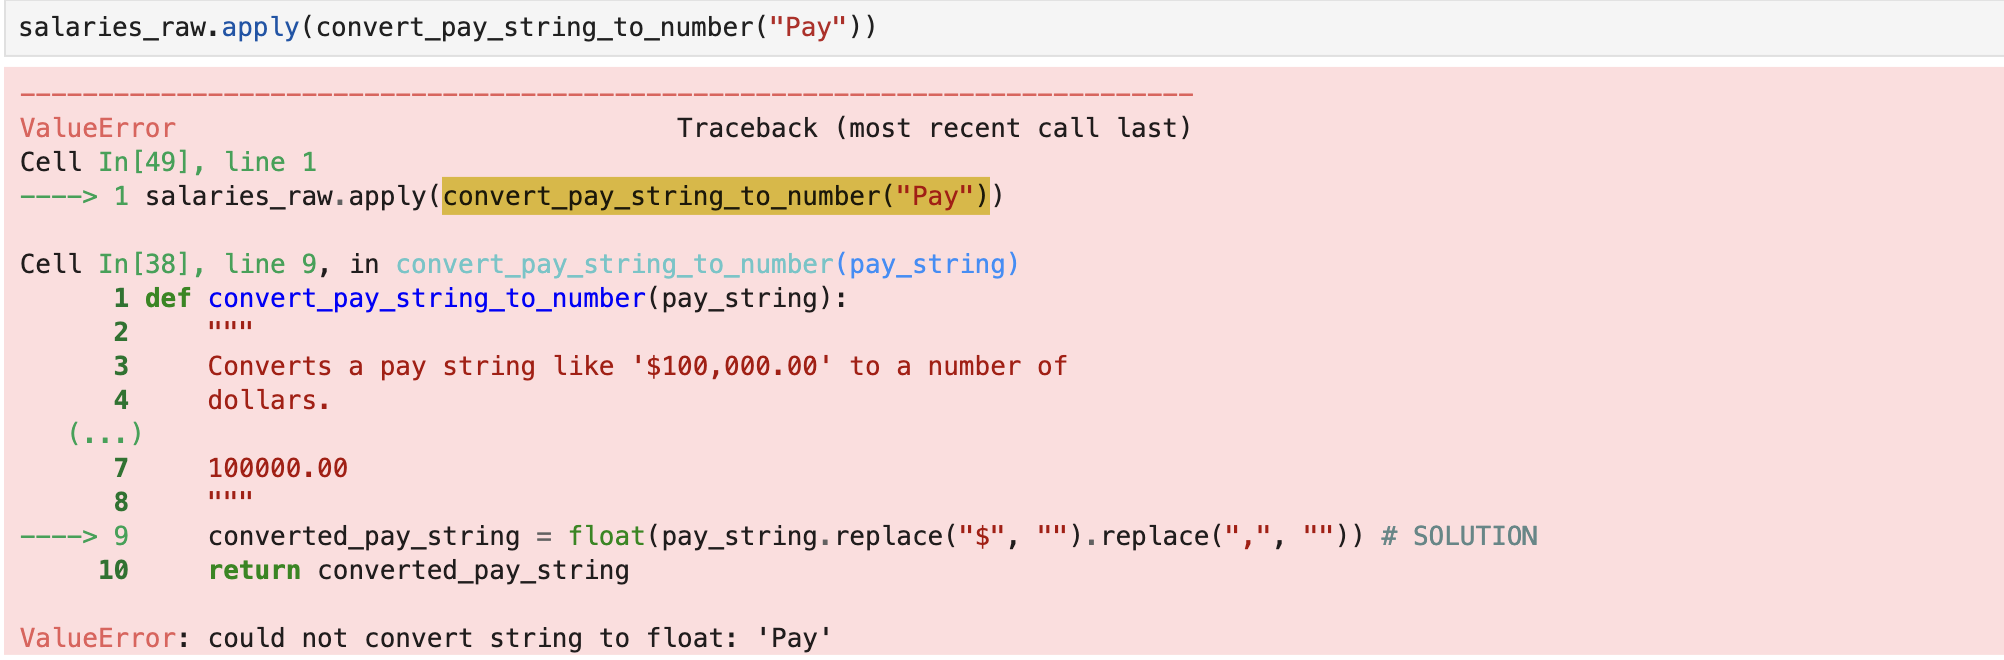 salaries_raw.apply(convert_pay_string_to_number("Pay"))
---------------------------------------------------------------------------
ValueError                                Traceback (most recent call last)
Cell In[49], line 1
----> 1 salaries_raw.apply(convert_pay_string_to_number("Pay"))
Cell In[38], line 9, in convert_pay_string_to_number(pay_string)
      1 def convert_pay_string_to_number(pay_string):
      2     """
      3     Converts a pay string like '$100,000.00' to a number of
      4     dollars.
   (...)
      7     100000.00
      8     """
----> 9     converted_pay_string = float(pay_string.replace("$", "").replace(",", "")) # SOLUTION
     10     return converted_pay_string
ValueError: could not convert string to float: 'Pay'